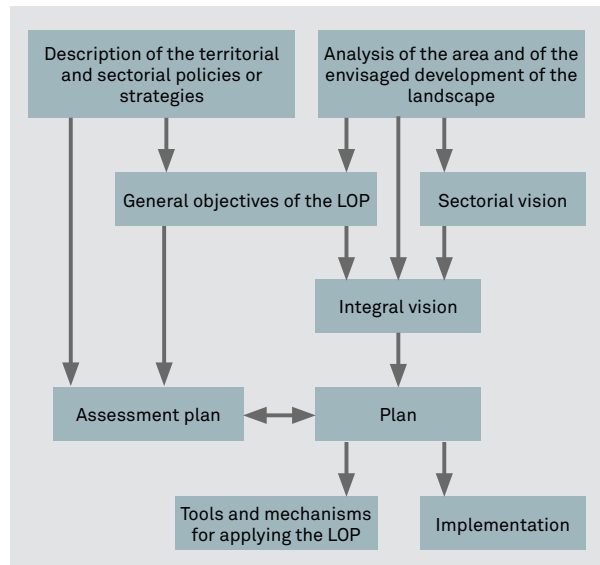 Description of the territorial
and sectorial policies or
strategies
Analysis of the area and of the
envisaged development of the
landscape
General objectives of the LOP
Sectorial vision
Integral vision
Assessment plan
Plan
Tools and mechanisms
for applying the LOP
Implementation